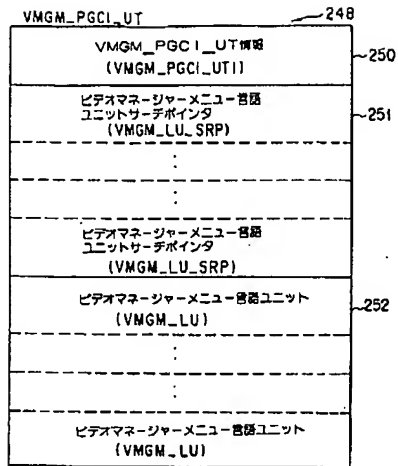 VMGM_PGCI_UT
248
VMGM_PGCI_UT情報
(VMGM_PGCI_UTI)
250
ビデオマネージャーメニュー言語
ユニットサーチポインタ
(VMGM_LU_SRP)
251
ビデオマネージャーメニュー言語
ユニットサーチポインタ
(VMGM_LU_SRP)
ビデオマネージャーメニュー言語ユニット
(VMGM_LU)
252
ビデオマネージャーメニュー言語ユニット
(VMGM_LU)